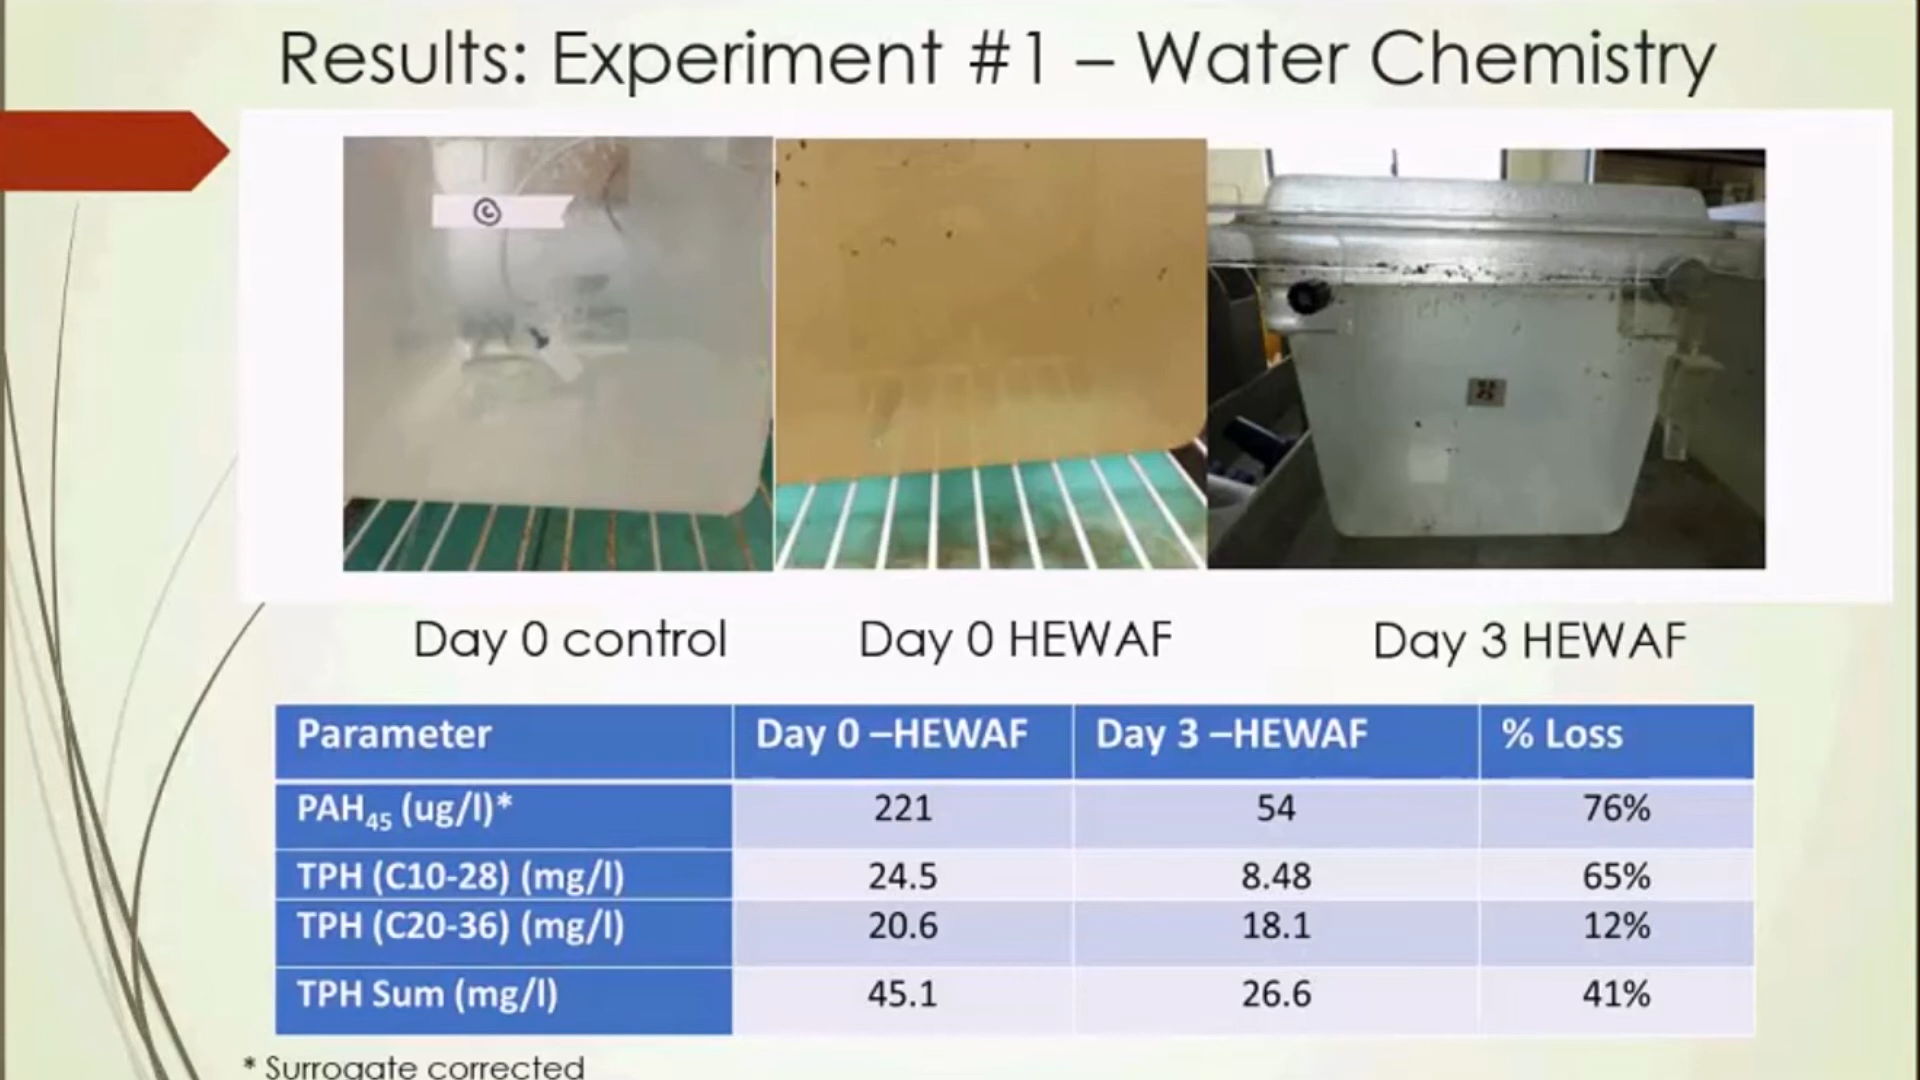 Results: Experiment #1 – Water Chemistry
©
Day 0 control
Day 0 HEWAF
Day 3 HEWAF
Parameter Day 0 –HEWAF Day 3 –HEWAF % Loss
PAH45 (ug/l)* 221 54 76%
TPH (C10-28) (mg/l) 24.5 8.48 65%
TPH (C20-36) (mg/l) 20.6 18.1 12%
TPH Sum (mg/l) 45.1 26.6 41%
* Surrogate corrected